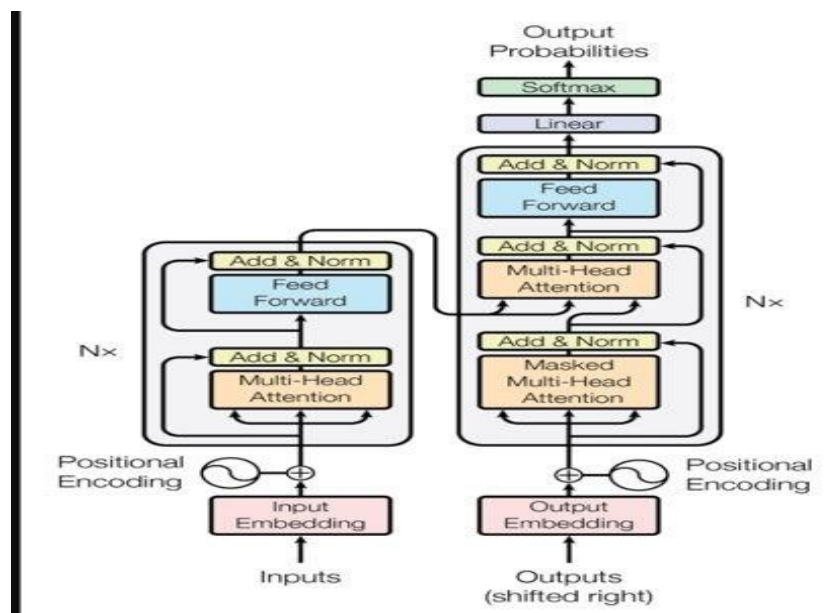 Output
Probabilities
Softmax
Linear
Add & Norm
Feed
Forward
Add & Norm
Multi-Head
Attention
Add & Norm
Masked
Multi-Head
Attention
Nx
Add & Norm
Feed
Forward
Add & Norm
Multi-Head
Attention
Nx
Positional
Encoding
Positional
Encoding
Input
Embedding
Output
Embedding
Inputs
Outputs
(shifted right)